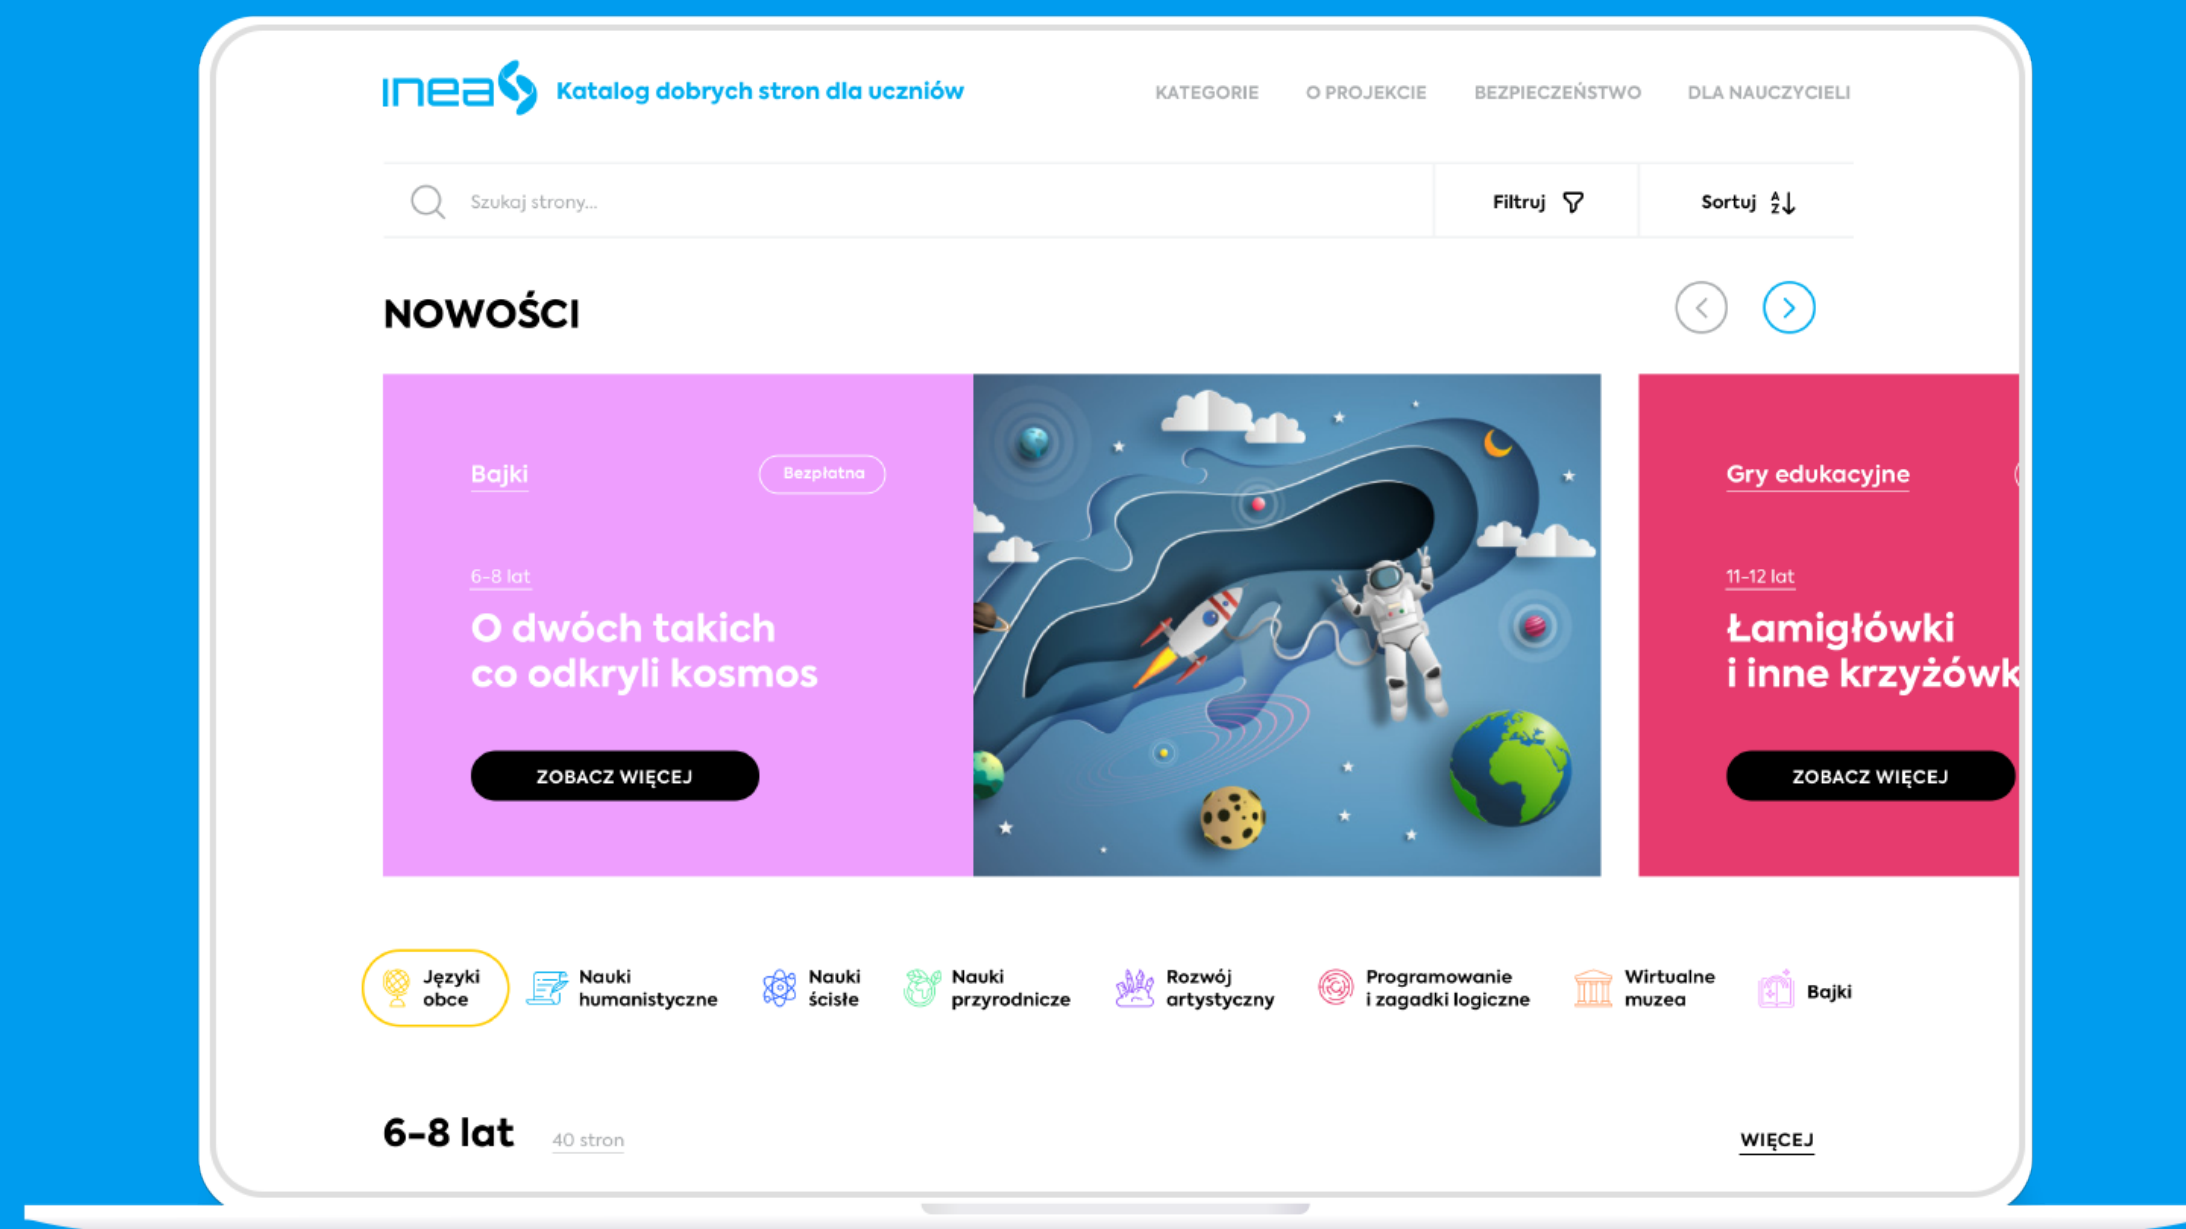 inea Katalog dobrych stron dla uczniów
KATEGORIE O PROJEKCIE BEZPIECZEŃSTWO DLA NAUCZYCIELI
Szukaj strony...
Filtruj
Sortuj AZ
NOWOŚCI
Bajki
Bezpłatna
6-8 lat
O dwóch takich
co odkryli kosmos
ZOBACZ WIĘCEJ
Gry edukacyjne
11-12 lat
Łamigłówki
i inne krzyżówk
ZOBACZ WIĘCEJ
Języki
obce
Nauki
humanistyczne
Nauki
ścisłe
Nauki
przyrodnicze
Rozwój
artystyczny
Programowanie
i zagadki logiczne
Wirtualne
muzea
Bajki
6-8 lat
40 stron
WIĘCEJ